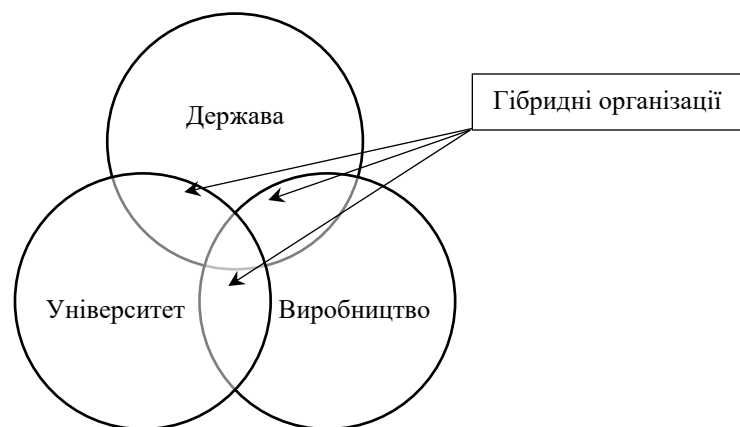 Держава
Гібридні організації
Університет
Виробництво